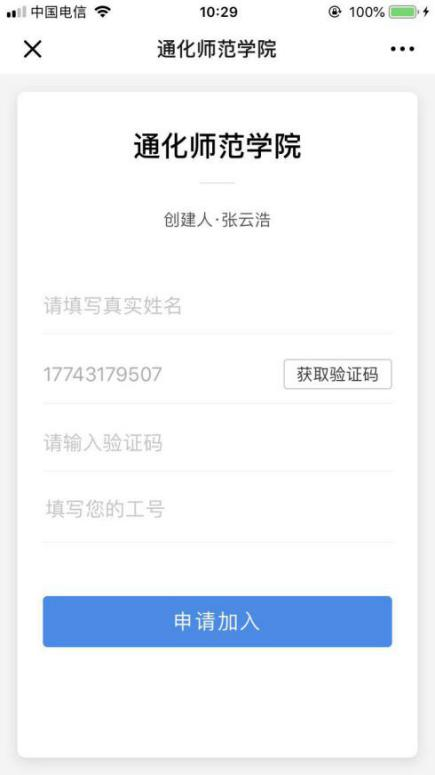 中国电信 10:29 100%
通化师范学院
通化师范学院
创建人·张云浩
请填写真实姓名
17743179507 获取验证码
请输入验证码
填写您的工号
申请加入